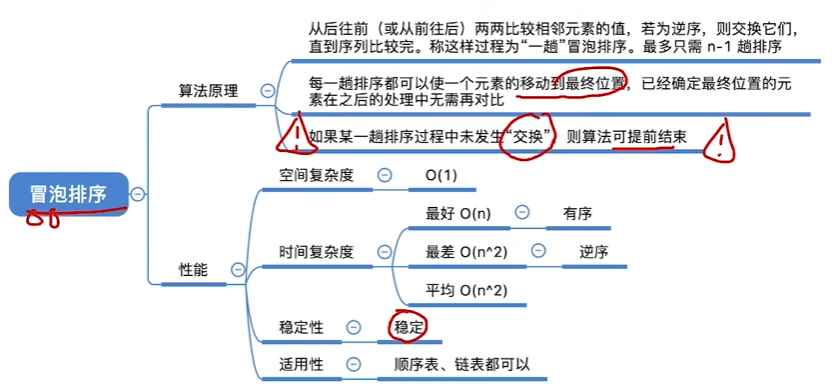 从后往前（或从前往后）两两比较相邻元素的值，若为逆序，则交换它们，
直到序列比较完。称这样过程为“一趟”冒泡排序。最多只需 n-1 趟排序
算法原理
每一趟排序都可以使一个元素的移动到最终位置，已经确定最终位置的元
素在之后的处理中无需再对比
如果某一趟排序过程中未发生“交换”，则算法可提前结束
冒泡排序
空间复杂度
O(1)
最好 O(n)
有序
时间复杂度
最差 O(n^2)
逆序
性能
平均 O(n^2)
稳定性
稳定
适用性
顺序表、链表都可以